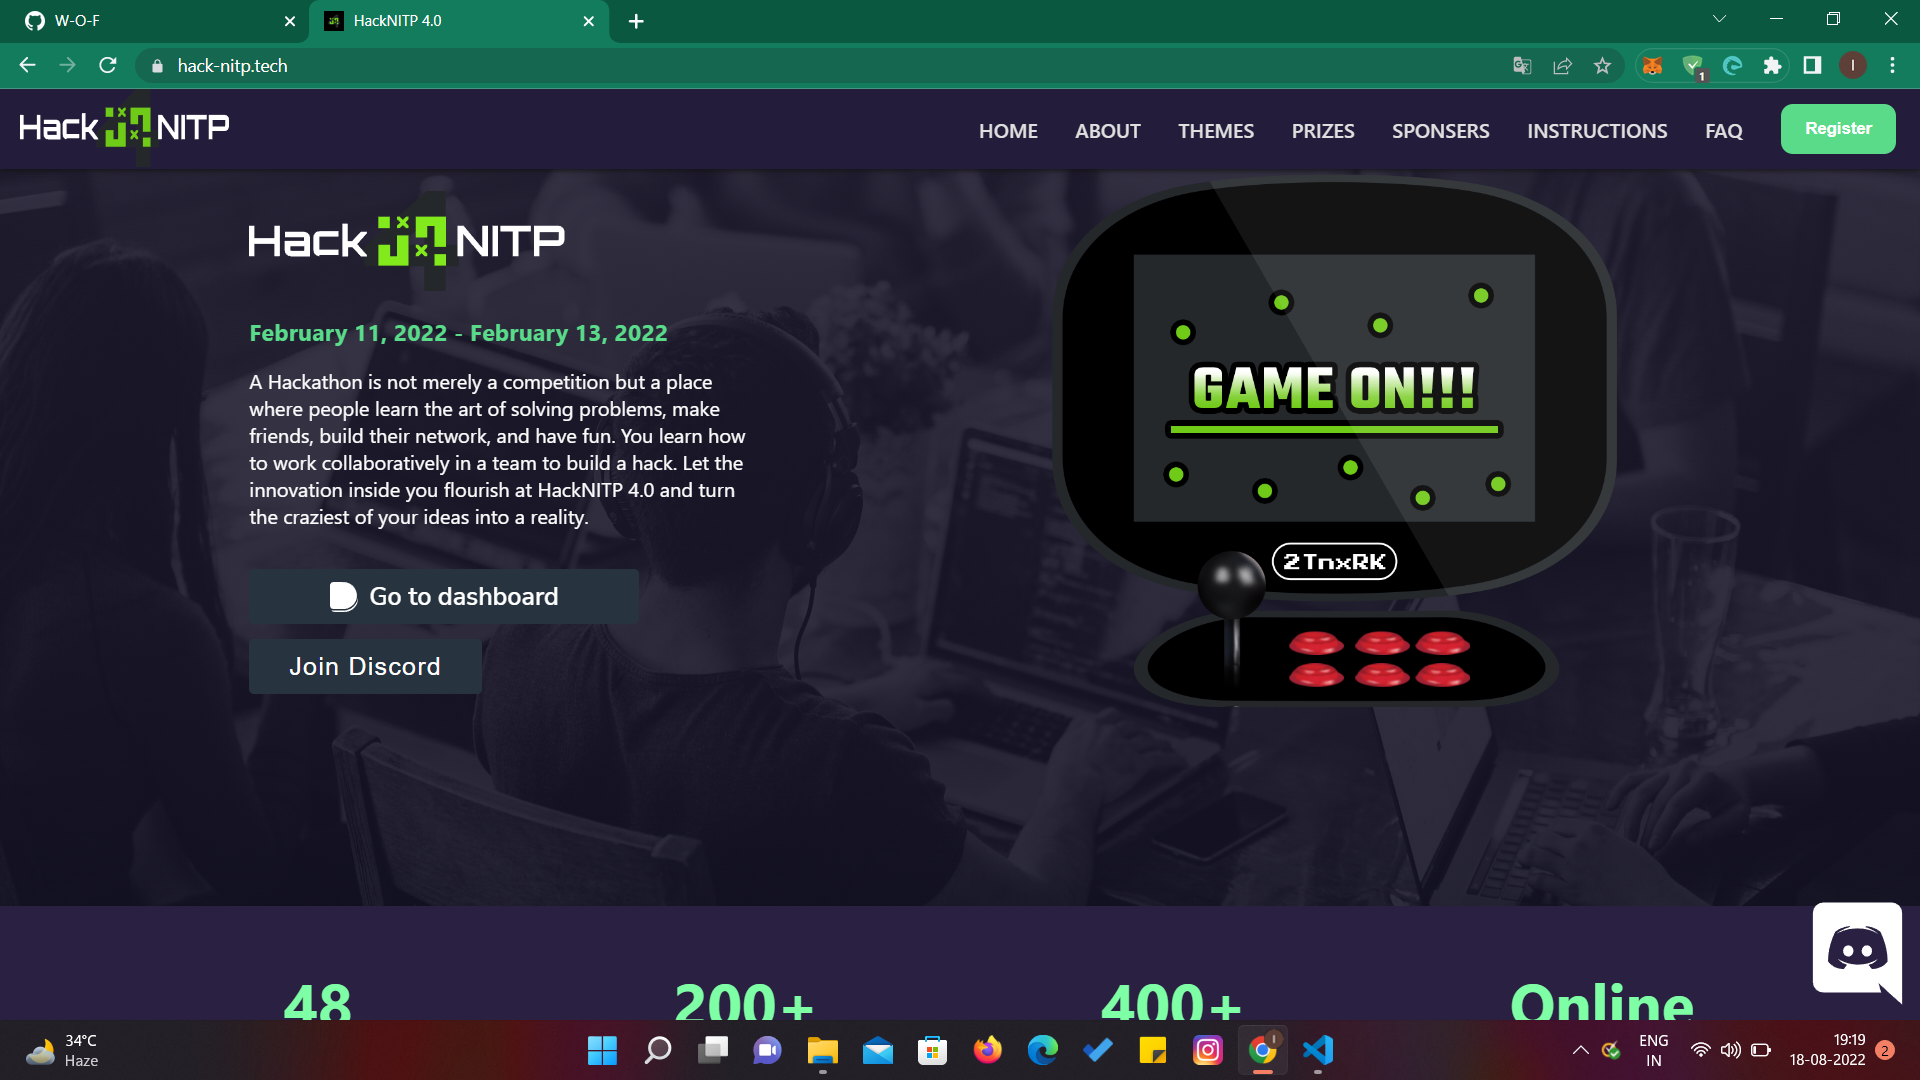 W-O-F
HackNITP 4.0
hack-nitp.tech
1
I
Hack NITP
HOME ABOUT THEMES PRIZES SPONSERS INSTRUCTIONS FAQ Register
Hack NITP
February 11, 2022 - February 13, 2022
A Hackathon is not merely a competition but a place
where people learn the art of solving problems, make
friends, build their network, and have fun. You learn how
to work collaboratively in a team to build a hack. Let the
innovation inside you flourish at HackNITP 4.0 and turn
the craziest of your ideas into a reality.
Go to dashboard
Join Discord
GAME ON!!!
2TnxRK
48 200+ 400+ Online
34°C
Haze
ENG
IN
19:19
18-08-2022
2